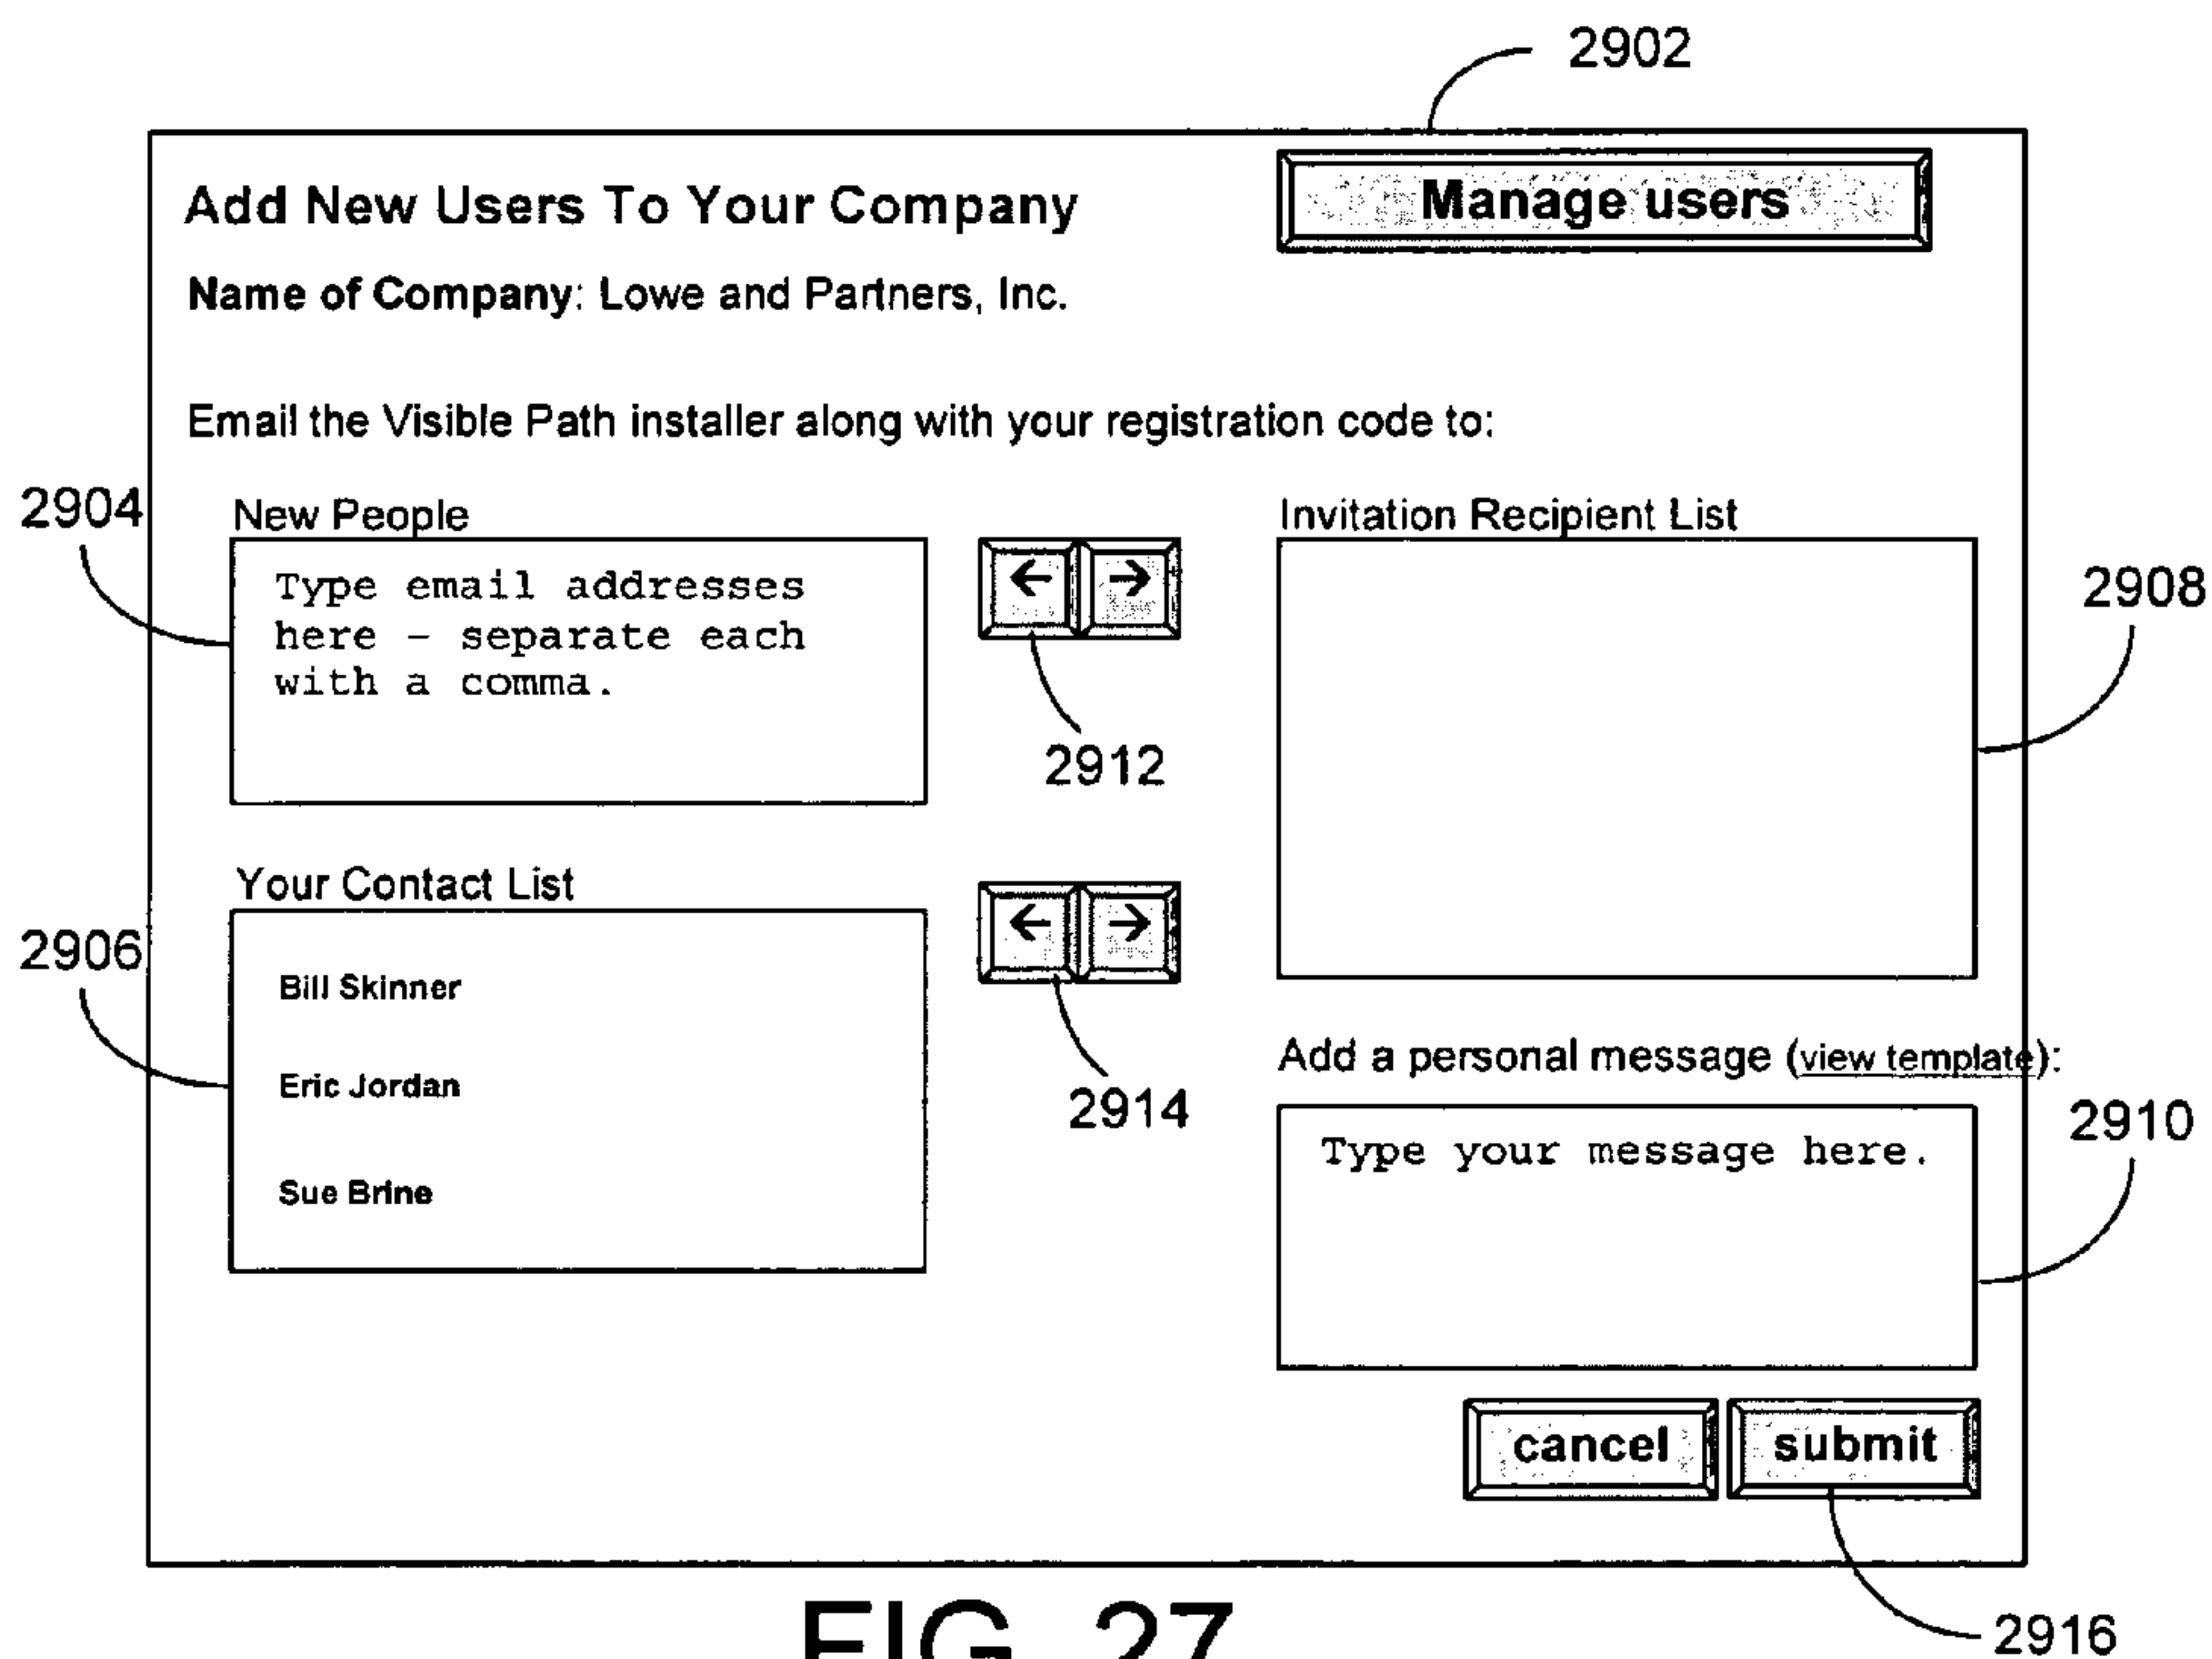 2902
Add New Users To Your Company
Manage users
Name of Company: Lowe and Partners, Inc.
Email the Visible Path installer along with your registration code to:
2904
New People
Type email addresses
here – separate each
with a comma.
2912
Invitation Recipient List
2908
Your Contact List
2906
Bill Skinner
Eric Jordan
Sue Brine
2914
Add a personal message (view template):
2910
Type your message here.
cancel
submit
2916
FIG. 27